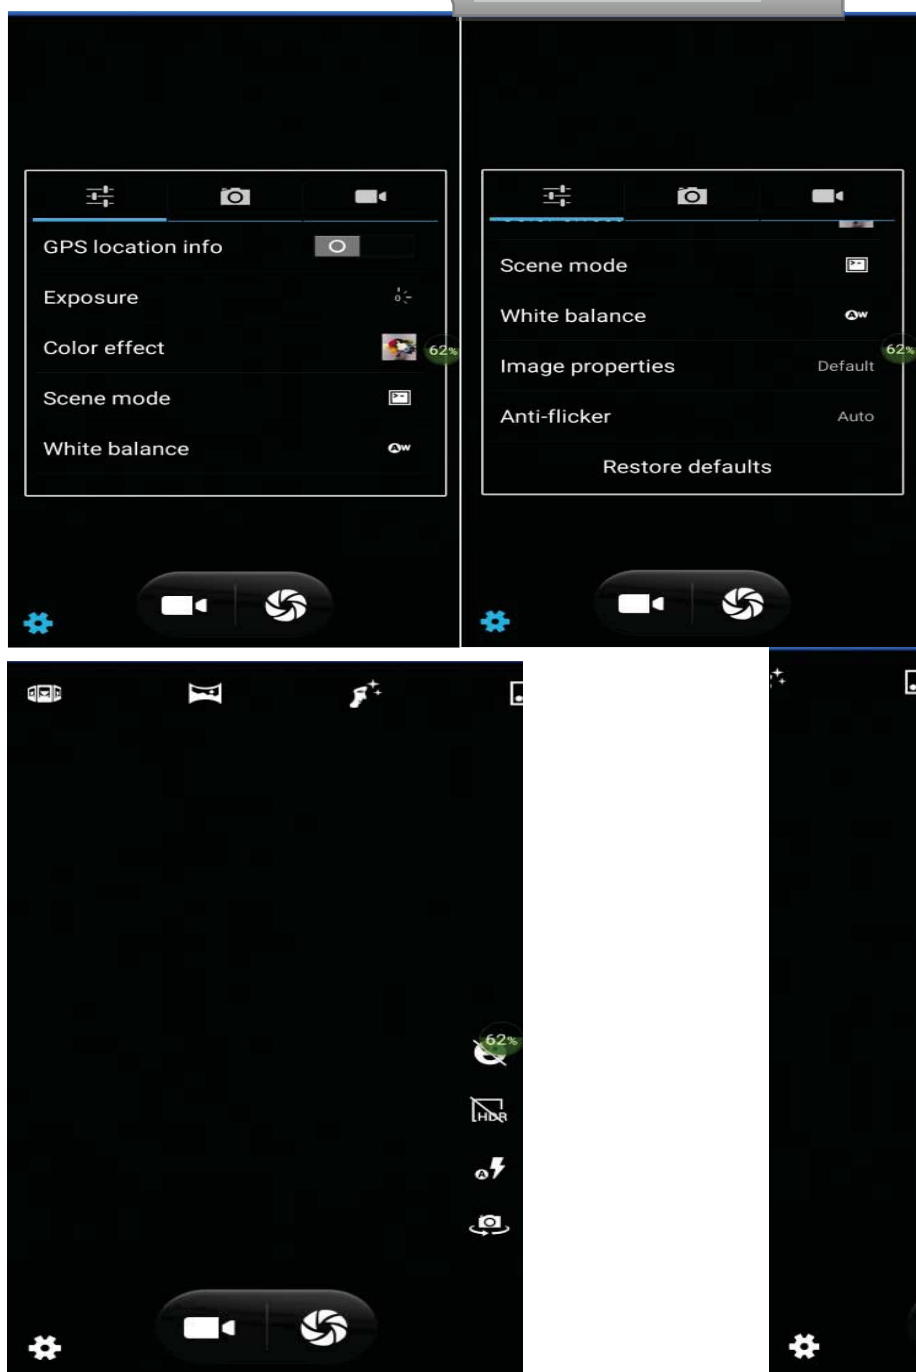 GPS location info
Exposure
Color effect
62%
Scene mode
White balance
Scene mode
White balance
62%
Image properties Default
Anti-flicker Auto
Restore defaults
62%
HDR